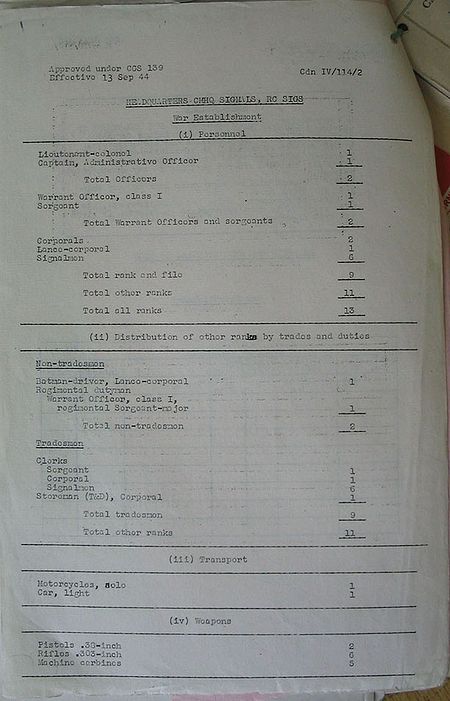 Approved under CGS 139
Effective 13 Sep 44
Cdn IV/114/2
HEADQUARTERS CMHQ SIGNALS, RC SIGS
War Establishment
(i) Personnel
Lieutenant-colonel 1
Captain, Administrative Officer 1
Total Officers 2
Warrant Officer, class I 1
Sergeant 1
Total Warrant Officers and sergeants 2
Corporals 2
Lance-corporal 1
Signalmen 6
Total rank and file 9
Total other ranks 11
Total all ranks 13
(ii) Distribution of other ranks by trades and duties
Non-tradesmen
Batman-driver, Lance-corporal 1
Regimental dutyman
Warrant Officer, class I,
regimental Sergeant-major 1
Total non-tradesmen 2
Tradesmen
Clerks
Sergeant 1
Corporal 1
Signalmen 6
Storeman (T&D), Corporal 1
Total tradesmen 9
Total other ranks 11
(iii) Transport
Motorcycles, solo 1
Car, light 1
(iv) Weapons
Pistols .38-inch 2
Rifles .303-inch 6
Machine carbines 5